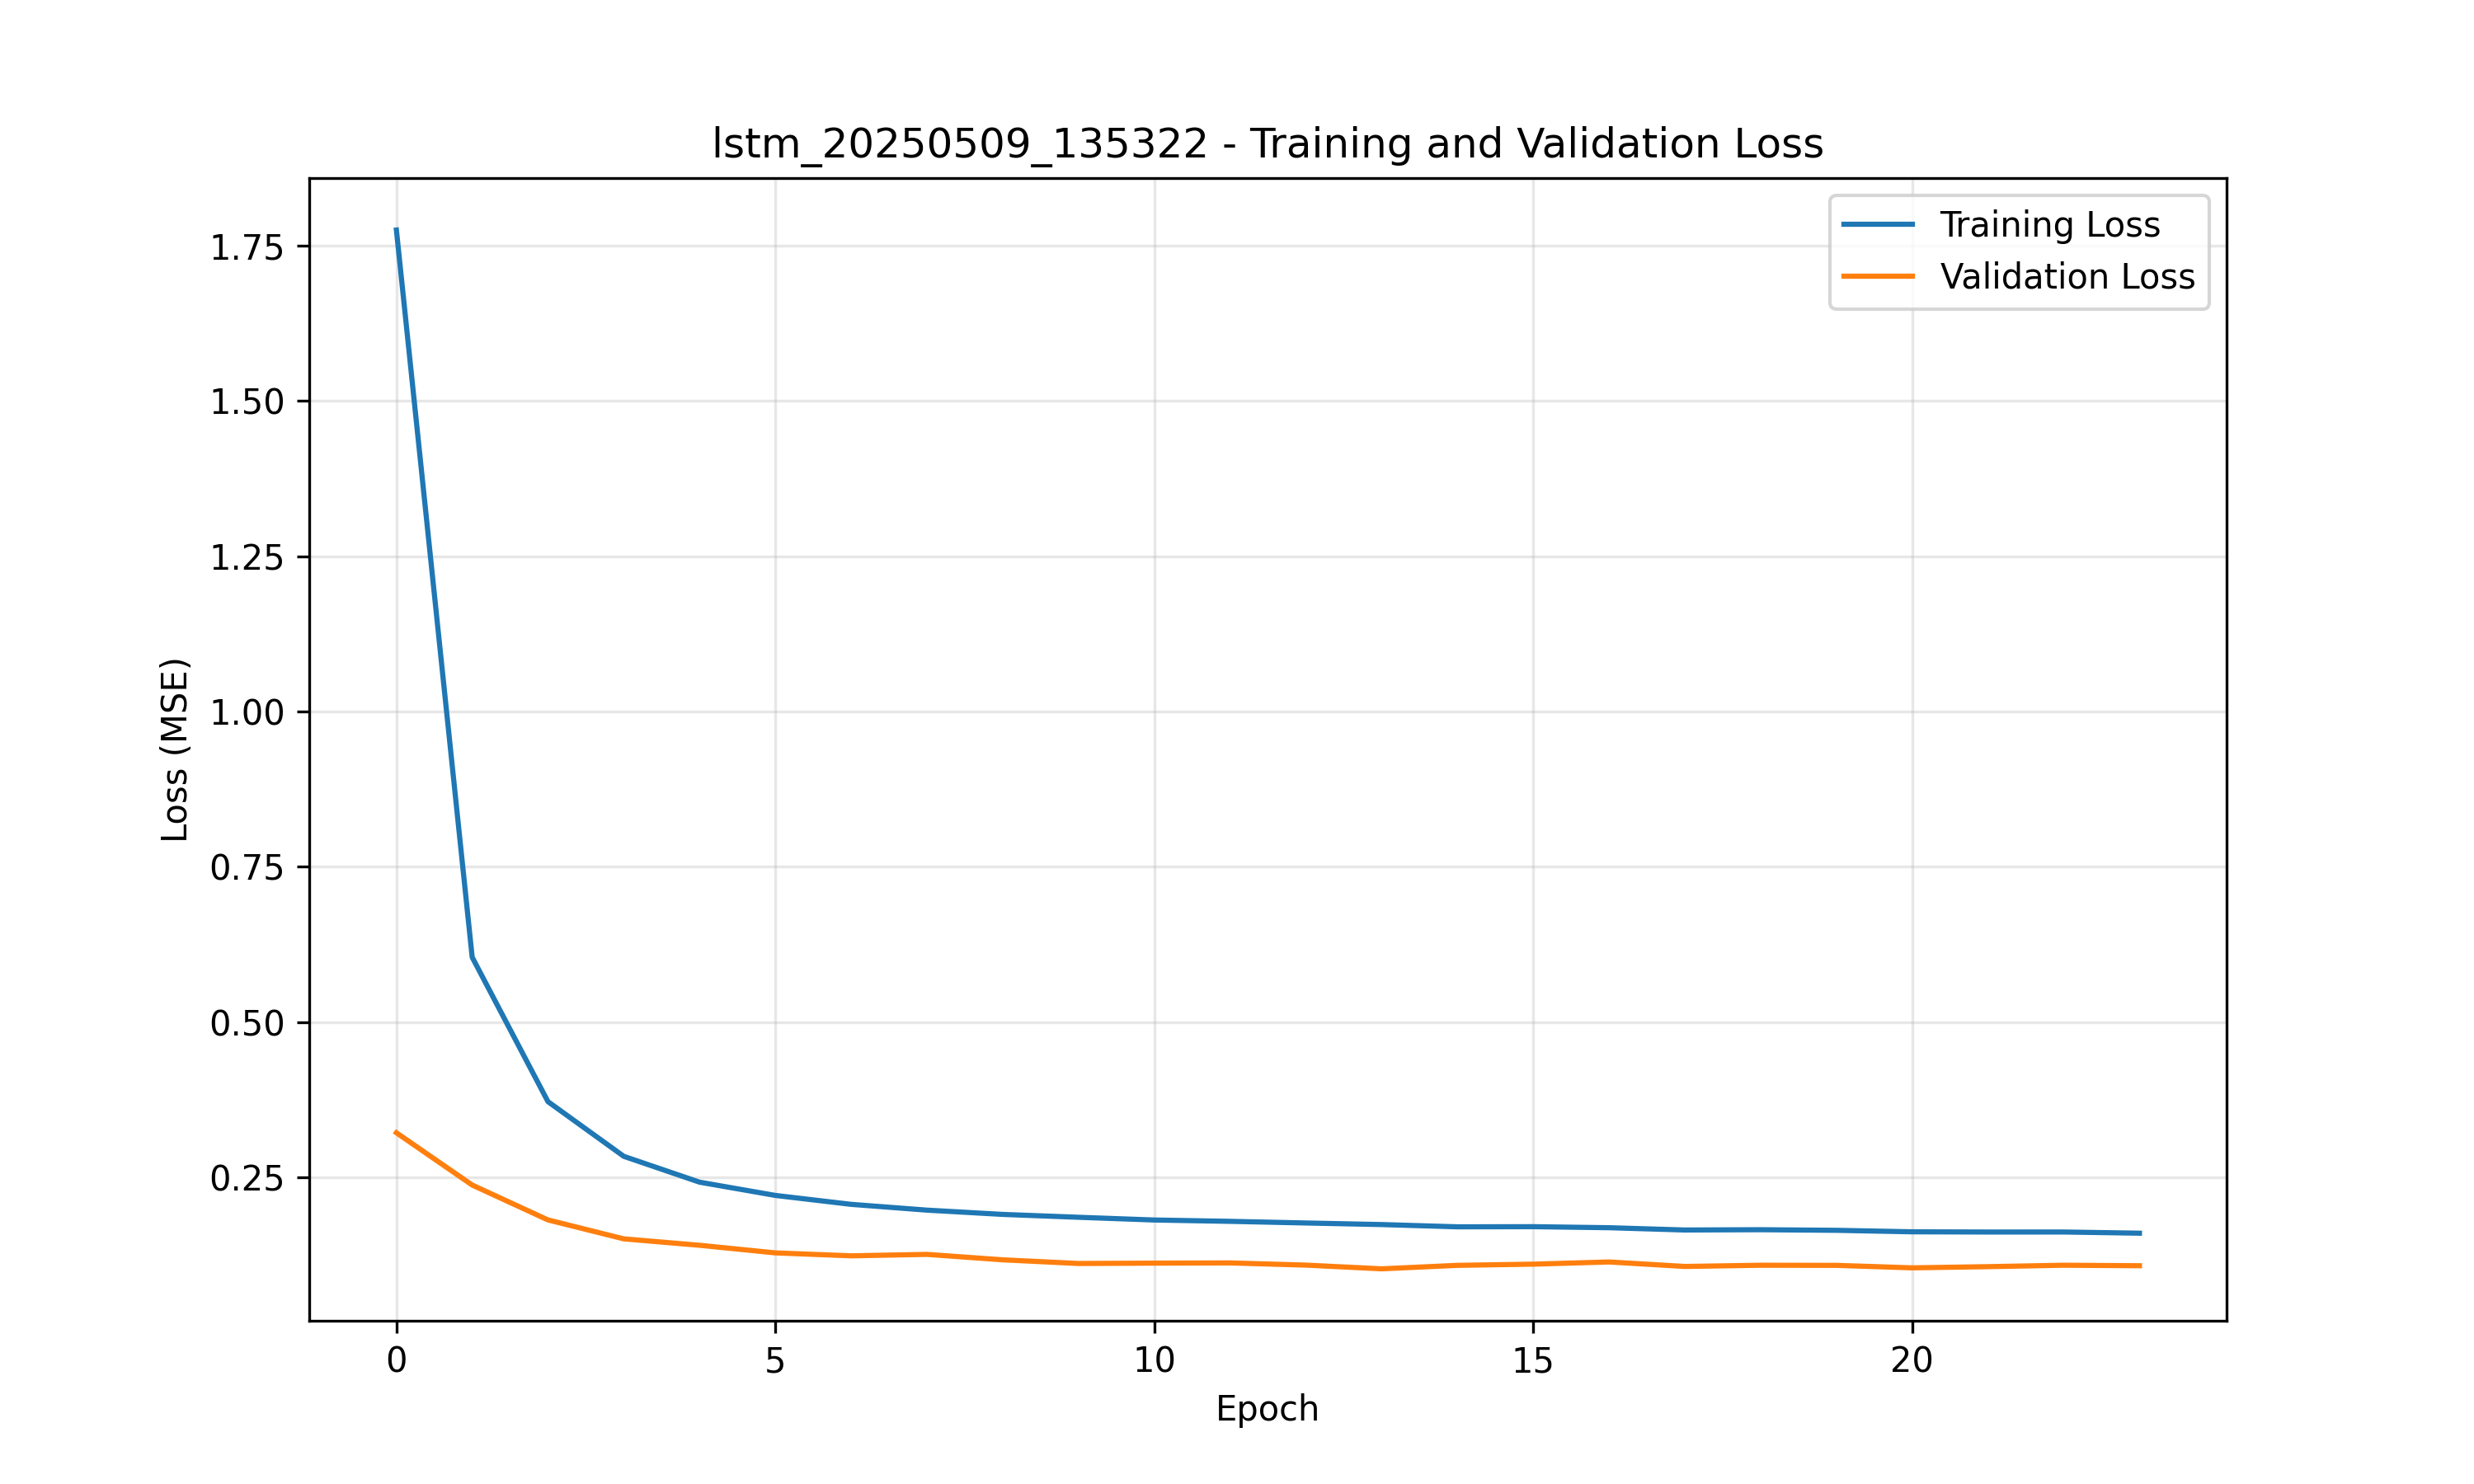 lstm_20250509_135322 - Training and Validation Loss
Training Loss
Validation Loss
1.75
1.50
1.25
1.00
0.75
0.50
0.25
Loss (MSE)
0 5 10 15 20
Epoch